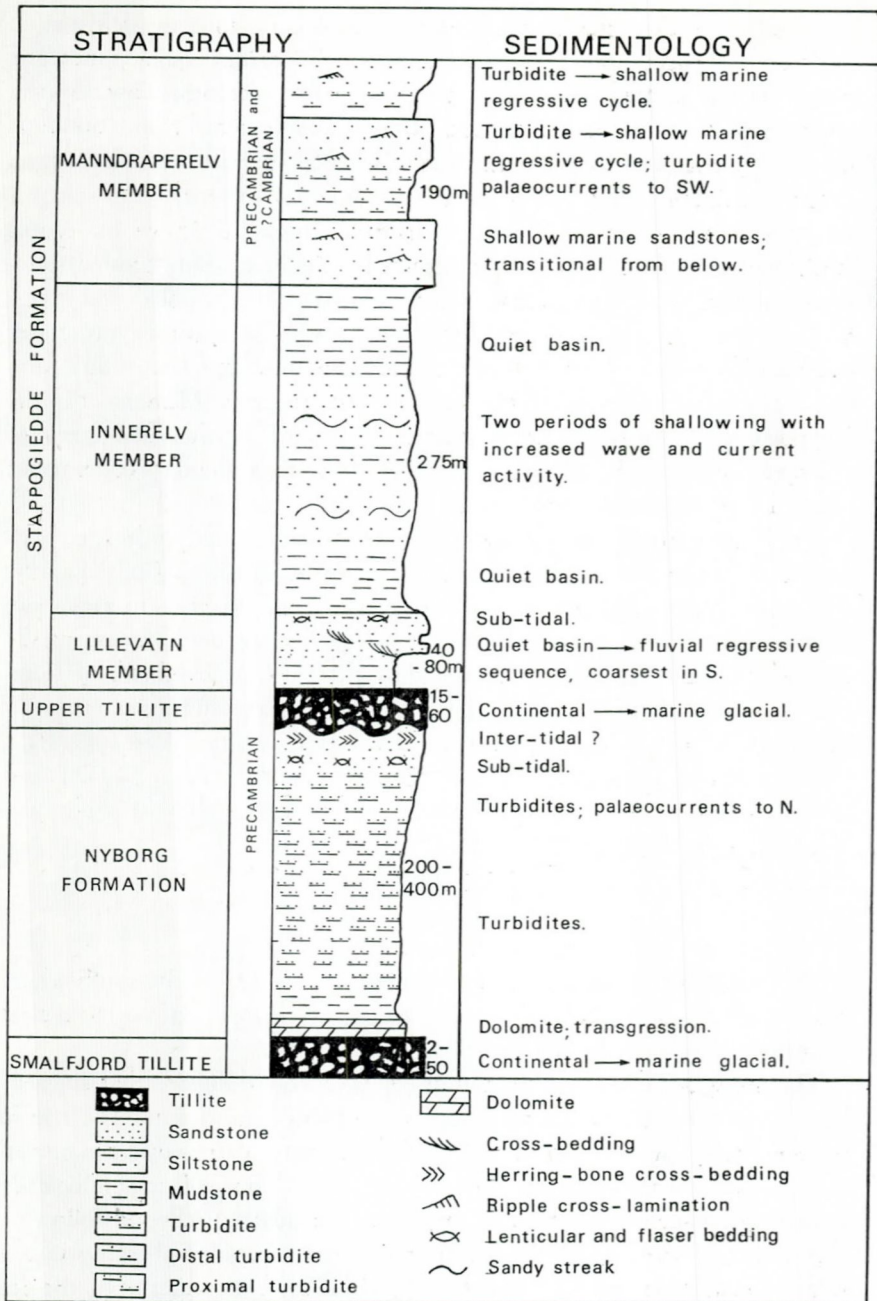 STRATIGRAPHY
SEDIMENTOLOGY
STAPPOGIEDDE FORMATION
MANNDRAPERELV
MEMBER
PRECAMBRIAN and
?CAMBRIAN
190m
Turbidite → shallow marine
regressive cycle.
Turbidite → shallow marine
regressive cycle; turbidite
palaeocurrents to SW.
Shallow marine sandstones;
transitional from below.
INNERELV
MEMBER
275m
Quiet basin.
Two periods of shallowing with
increased wave and current
activity.
Quiet basin.
LILLEVATN
MEMBER
40
- 80m
Sub-tidal.
Quiet basin → fluvial regressive
sequence, coarsest in S.
UPPER TILLITE
15-
60
Continental → marine glacial.
PRECAMBRIAN
NYBORG
FORMATION
200-
400m
Inter-tidal ?
Sub-tidal.
Turbidites; palaeocurrents to N.
Turbidites.
Dolomite; transgression.
SMALFJORD TILLITE
2-
50
Continental → marine glacial.
Tillite
Sandstone
Siltstone
Mudstone
Turbidite
Distal turbidite
Proximal turbidite
Dolomite
Cross-bedding
Herring-bone cross-bedding
Ripple cross-lamination
Lenticular and flaser bedding
Sandy streak